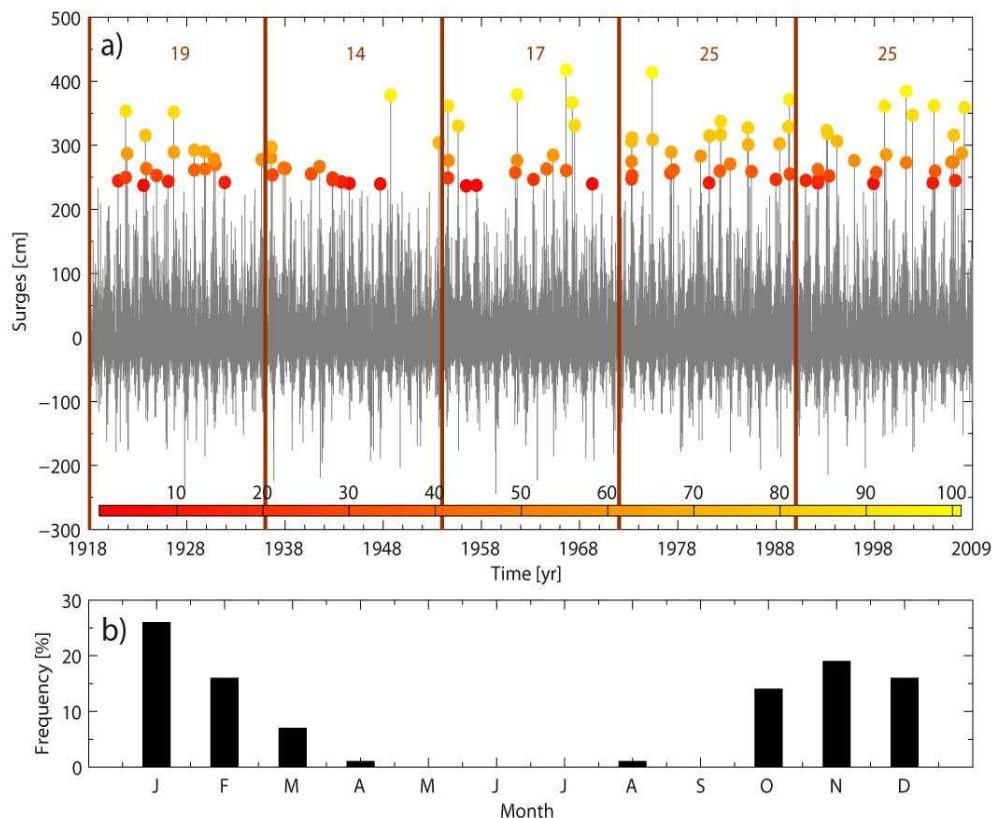 500
a)
19 14 17 25 25
400
300
200
100
0
−100
−200
−300
Surges [cm]
10 20 30 40 50 60 70 80 90 100
1918 1928 1938 1948 1958 1968 1978 1988 1998 2009
Time [yr]
b)
30
20
10
0
Frequency [%]
J F M A M J J A S O N D
Month